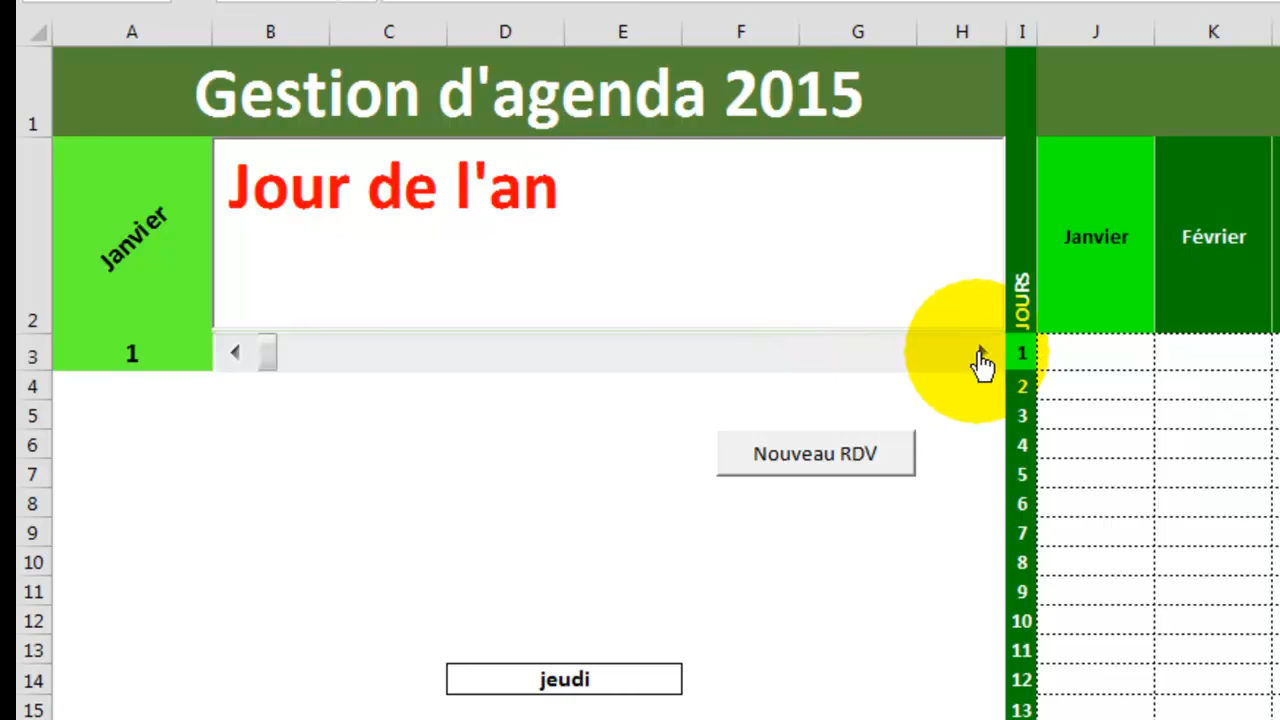 A B C D E F G H I J K
1 Gestion d'agenda 2015
2 Janvier Jour de l'an JOURS Janvier Février
3 1 1
4 2
5 3
6 Nouveau RDV 4
7 5
8 6
9 7
10 8
11 9
12 10
13 11
14 jeudi 12
15 13